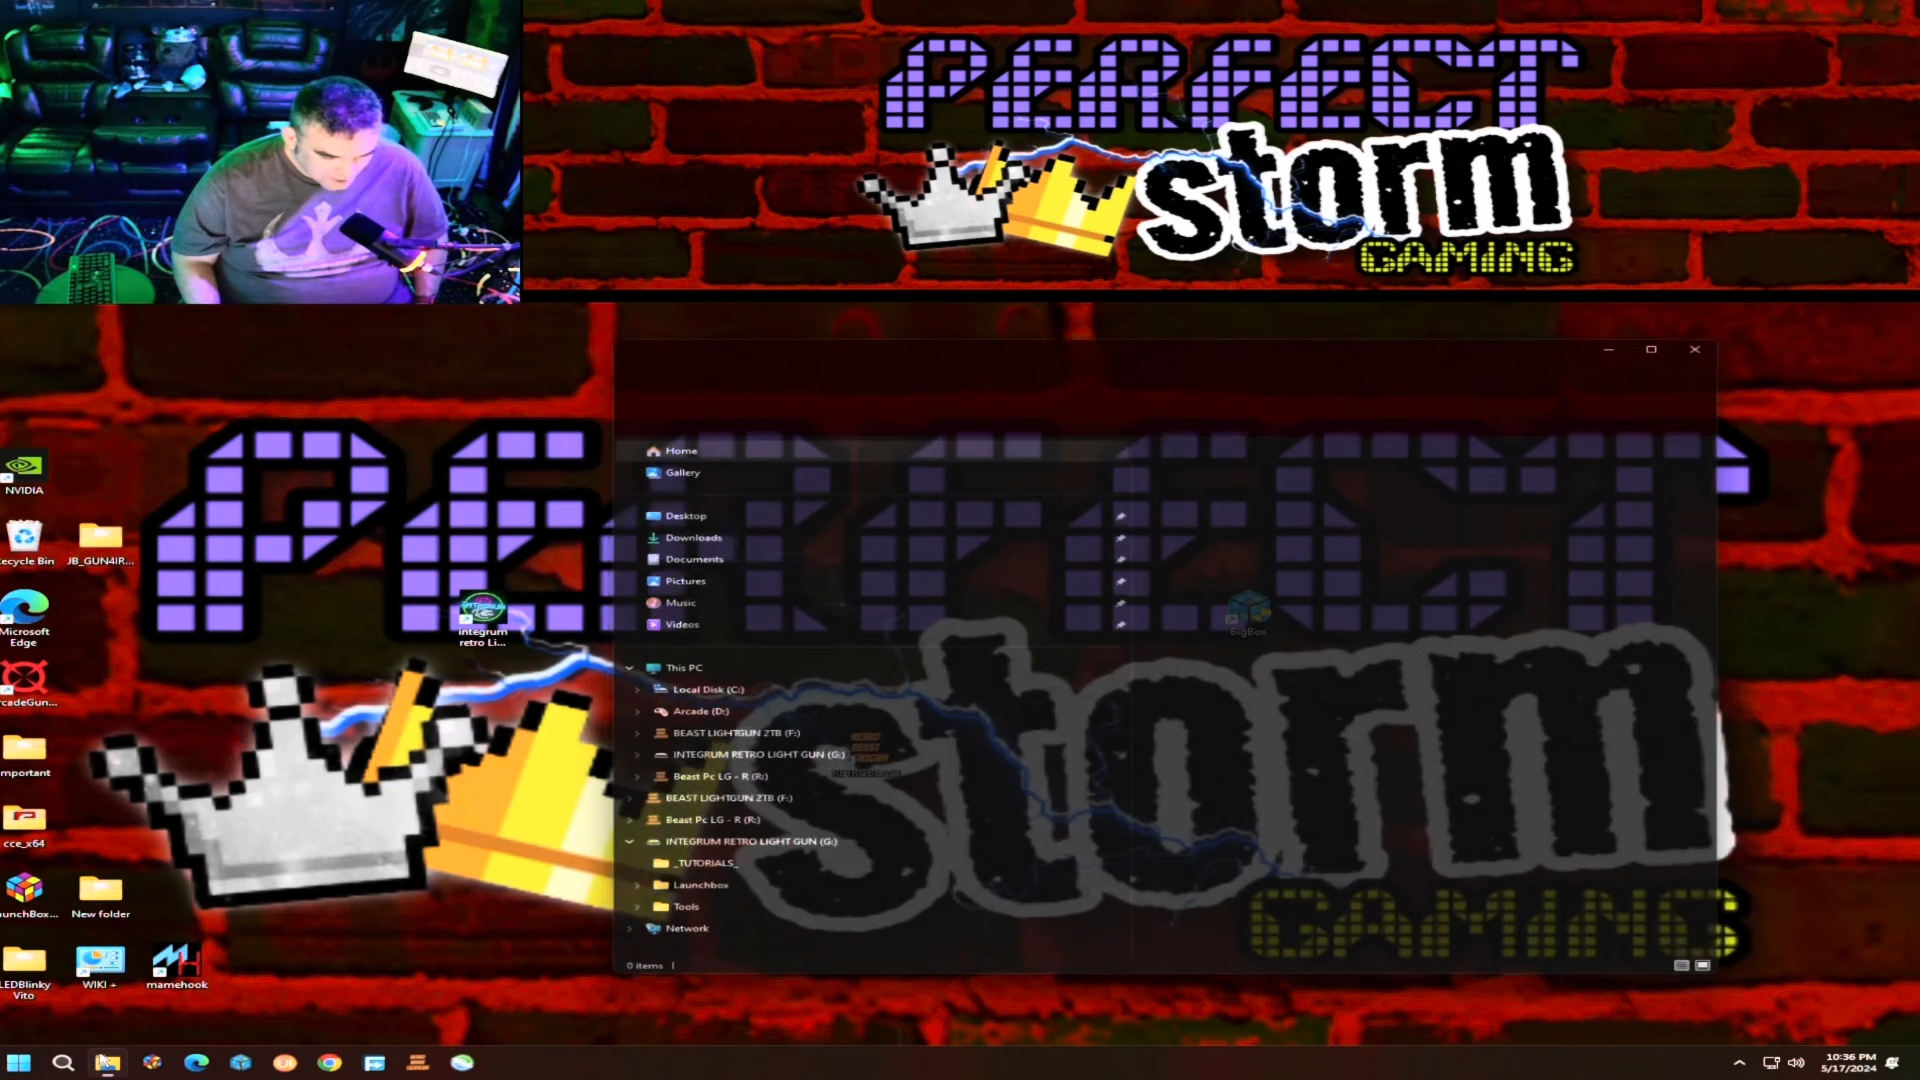 PERFECT
storm
GAMING
Home
Gallery
Desktop
Downloads
Documents
Pictures
Music
Videos
This PC
Local Disk (C:)
Arcade (D:)
BEAST LIGHTGUN 2TB (F:)
INTEGRUM RETRO LIGHT GUN (G:)
Beast Pc LG - R (R:)
BEAST LIGHTGUN 2TB (F:)
Beast Pc LG - R (R:)
INTEGRUM RETRO LIGHT GUN (G:)
_TUTORIALS_
Launchbox
Tools
Network
0 items
PERFECT
storm
GAMING
NVIDIA
ecycle Bin
JB_GUN4IR...
Microsoft
Edge
integrum
retro Li...
BigBox
rcadeGun...
mportant
cce_x64
unchBox...
New folder
LEDBlinky
Vito
WIKI +
mamehook
10:36 PM
5/17/2024